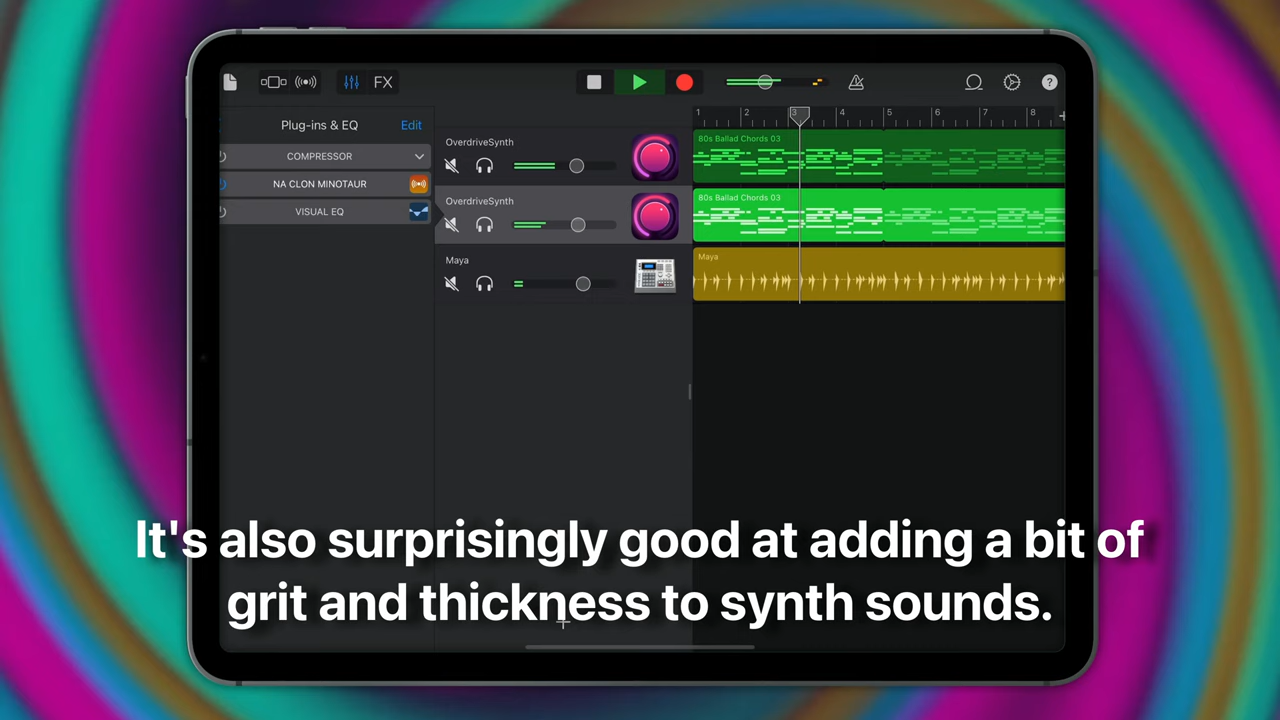 FX
?
Plug-ins & EQ
Edit
COMPRESSOR
NA CLON MINOTAUR
VISUAL EQ
OverdriveSynth
OverdriveSynth
Maya
1 2 3 4 5 6 7 8
80s Ballad Chords 03
80s Ballad Chords 03
Maya
It's also surprisingly good at adding a bit of
grit and thickness to synth sounds.